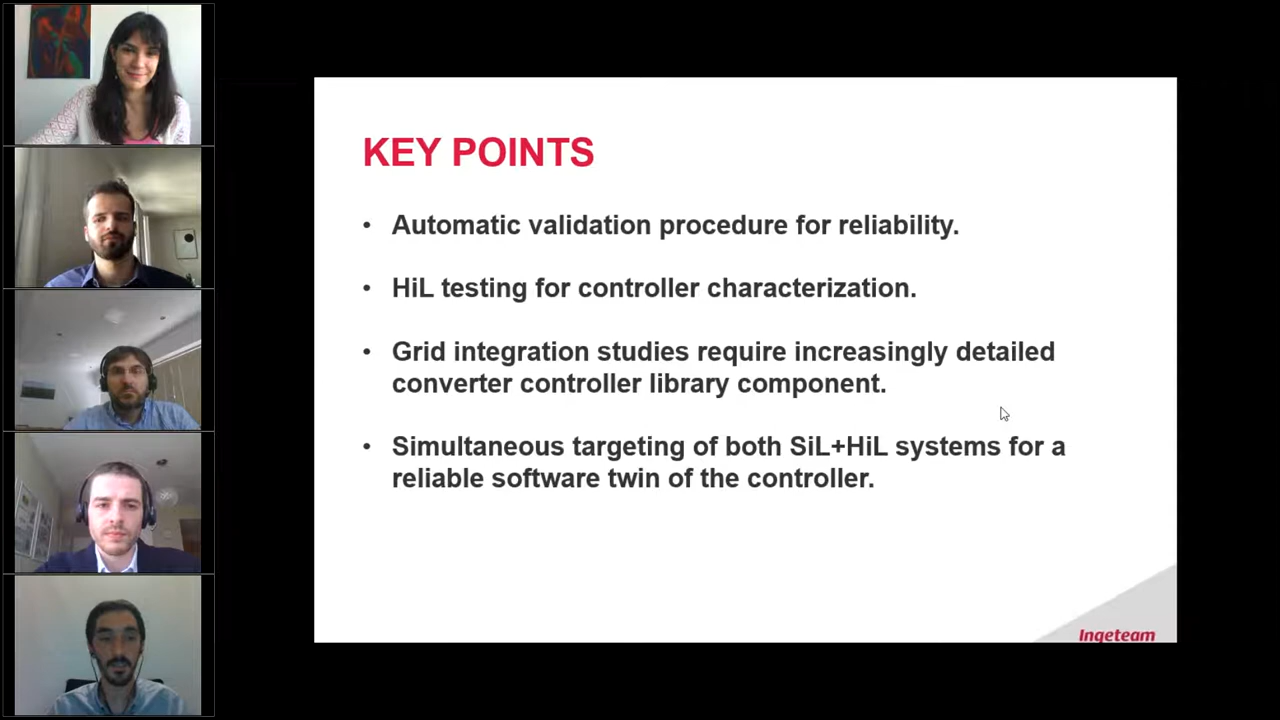 KEY POINTS
• Automatic validation procedure for reliability.
• HiL testing for controller characterization.
• Grid integration studies require increasingly detailed
converter controller library component.
• Simultaneous targeting of both SiL+HiL systems for a
reliable software twin of the controller.
Ingeteam